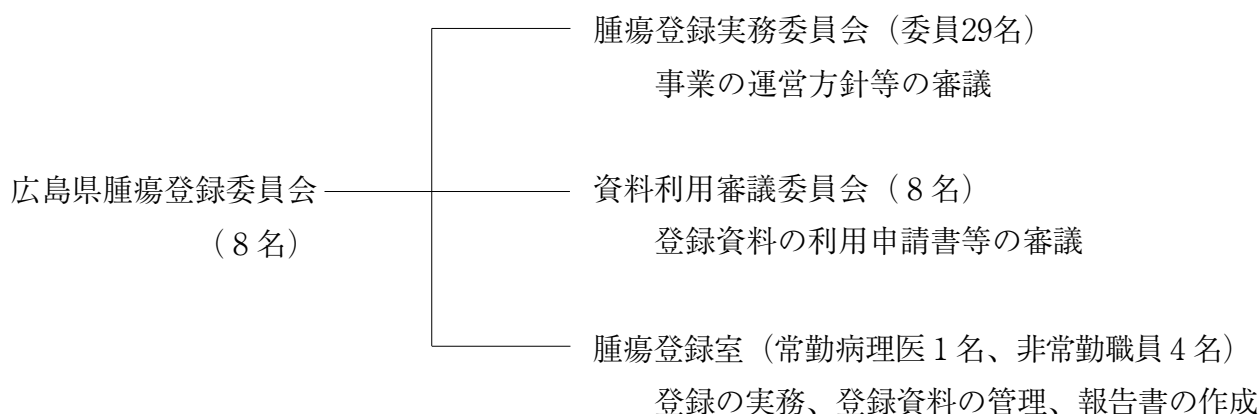 腫瘍登録実務委員会（委員29名）
事業の運営方針等の審議
広島県腫瘍登録委員会
（８名）
資料利用審議委員会（８名）
登録資料の利用申請書等の審議
腫瘍登録室（常勤病理医１名、非常勤職員４名）
登録の実務、登録資料の管理、報告書の作成